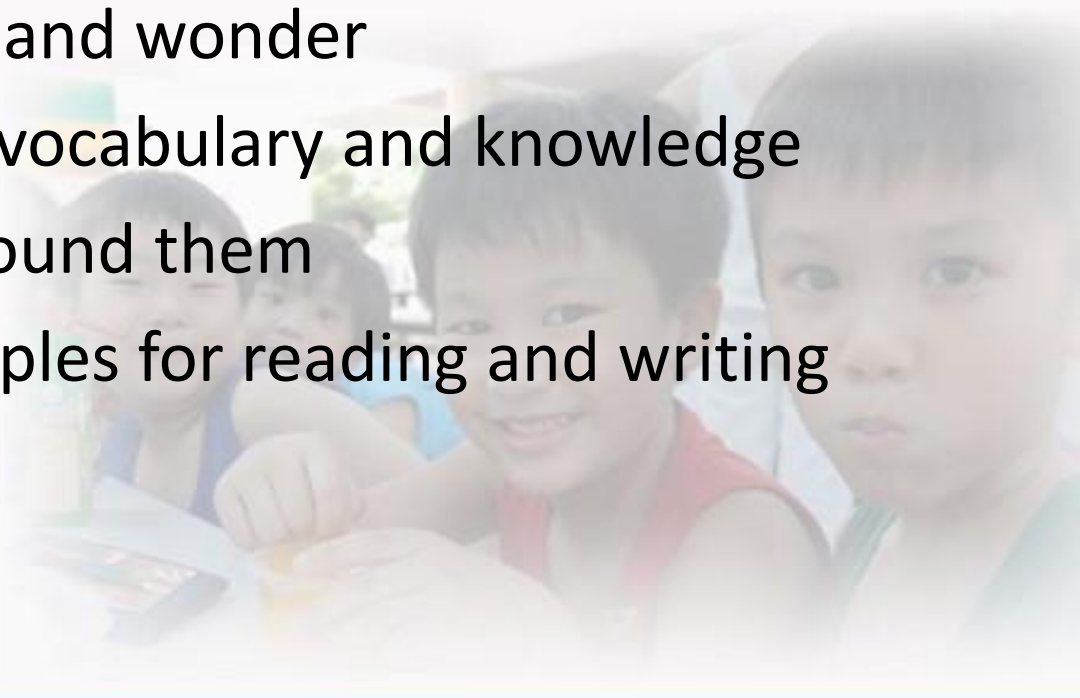 and wonder
vocabulary and knowledge
ound them
ples for reading and writing